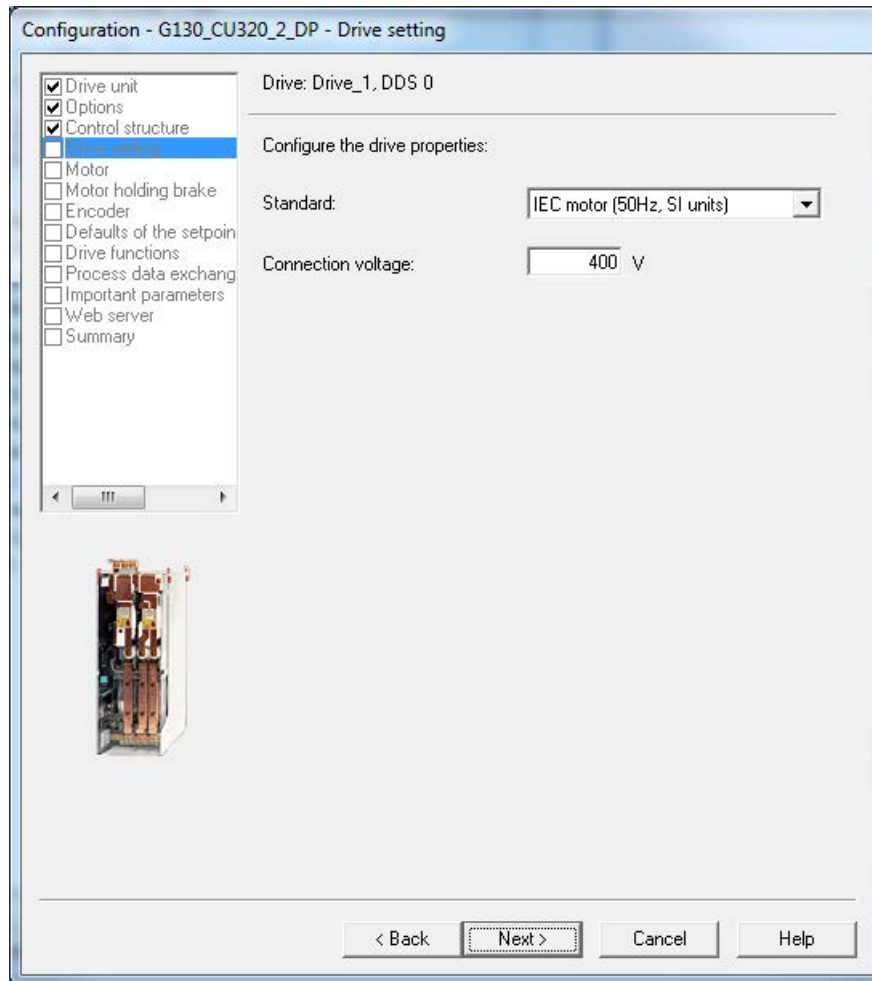 Configuration - G130_CU320_2_DP - Drive setting
Drive unit
Options
Control structure
Drive setting
Motor
Motor holding brake
Encoder
Defaults of the setpoin
Drive functions
Process data exchang
Important parameters
Web server
Summary
Drive: Drive_1, DDS 0
Configure the drive properties:
Standard: IEC motor (50Hz, SI units)
Connection voltage: 400 V
< Back Next > Cancel Help